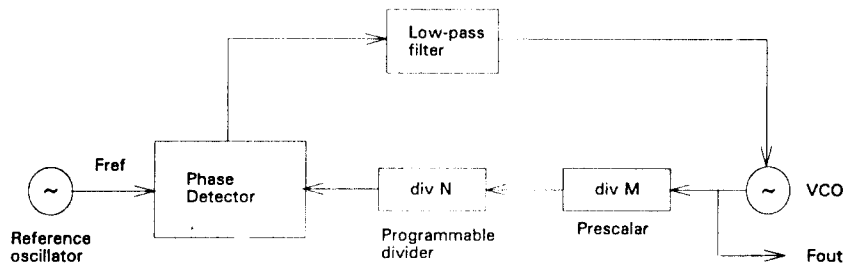 Low-pass
filter
Fref
Phase
Detector
div N
div M
~
~
VCO
Reference
oscillator
Programmable
divider
Prescalar
Fout